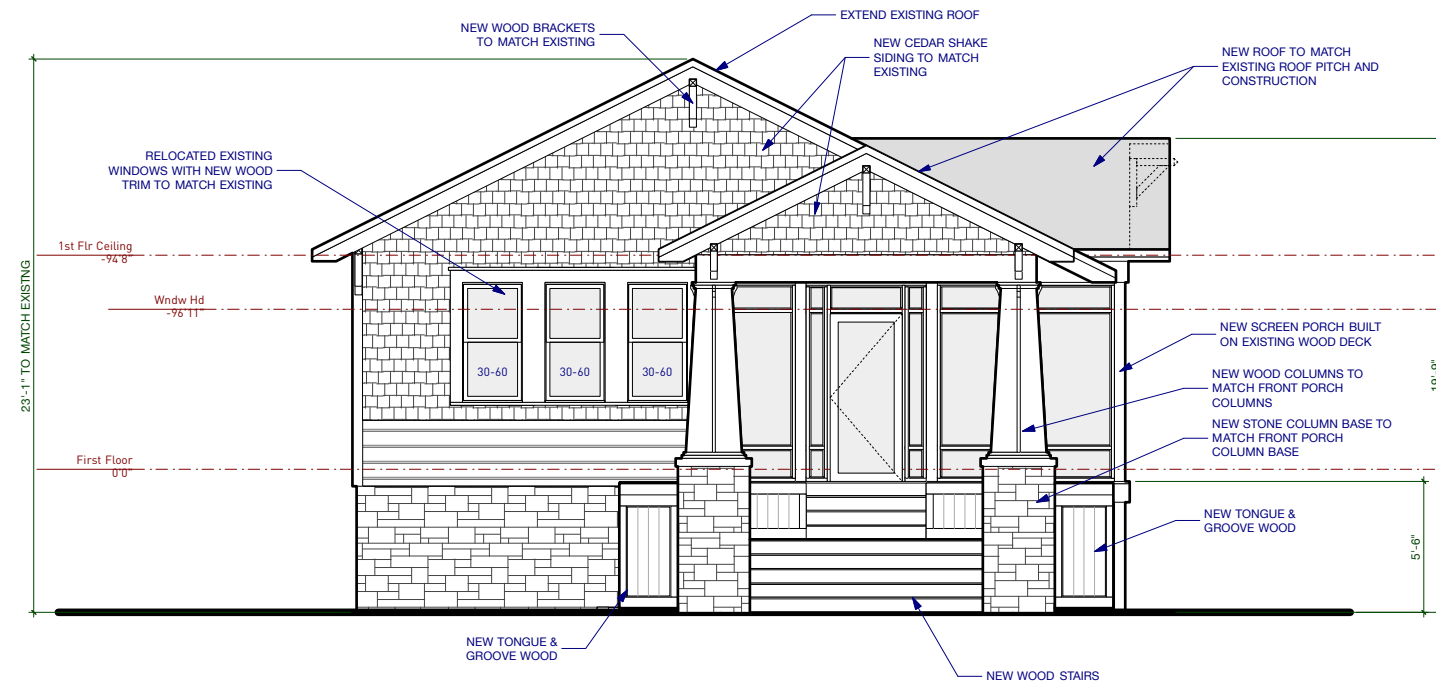 EXTEND EXISTING ROOF
NEW WOOD BRACKETS
TO MATCH EXISTING
NEW CEDAR SHAKE
SIDING TO MATCH
EXISTING
NEW ROOF TO MATCH
EXISTING ROOF PITCH AND
CONSTRUCTION
RELOCATED EXISTING
WINDOWS WITH NEW WOOD
TRIM TO MATCH EXISTING
1st Flr Ceiling
-94'8"
Wndw Hd
-96'11"
23'-1" TO MATCH EXISTNG
30-60
30-60
30-60
NEW SCREEN PORCH BUILT
ON EXISTING WOOD DECK
NEW WOOD COLUMNS TO
MATCH FRONT PORCH
COLUMNS
NEW STONE COLUMN BASE TO
MATCH FRONT PORCH
COLUMN BASE
First Floor
0'0"
NEW TONGUE &
GROOVE WOOD
5'-6"
NEW TONGUE &
GROOVE WOOD
NEW WOOD STAIRS